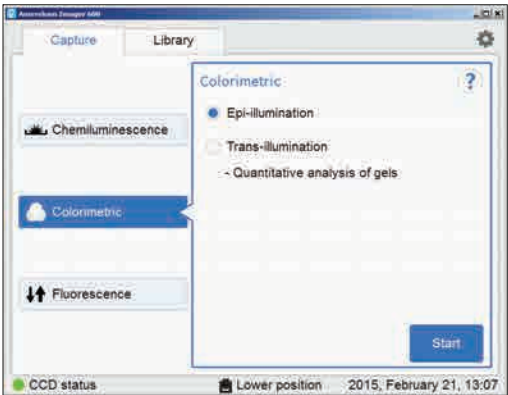 Amersham Imager 600
Capture
Library
Colorimetric
?
Epi-illumination
Trans-illumination
- Quantitative analysis of gels
Chemiluminescence
Colorimetric
Fluorescence
Start
CCD status
Lower position
2015, February 21, 13:07